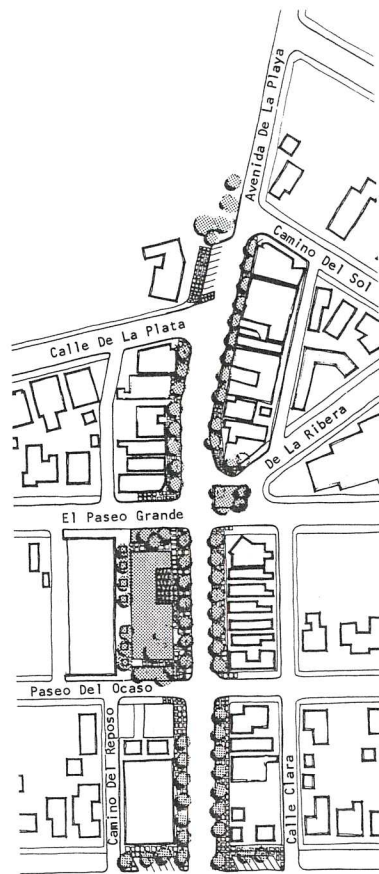 Avenida De La Playa
Camino Del Sol
Calle De La Plata
De La Ribera
El Paseo Grande
Paseo Del Ocaso
Camino Del Reposo
Calle Clara